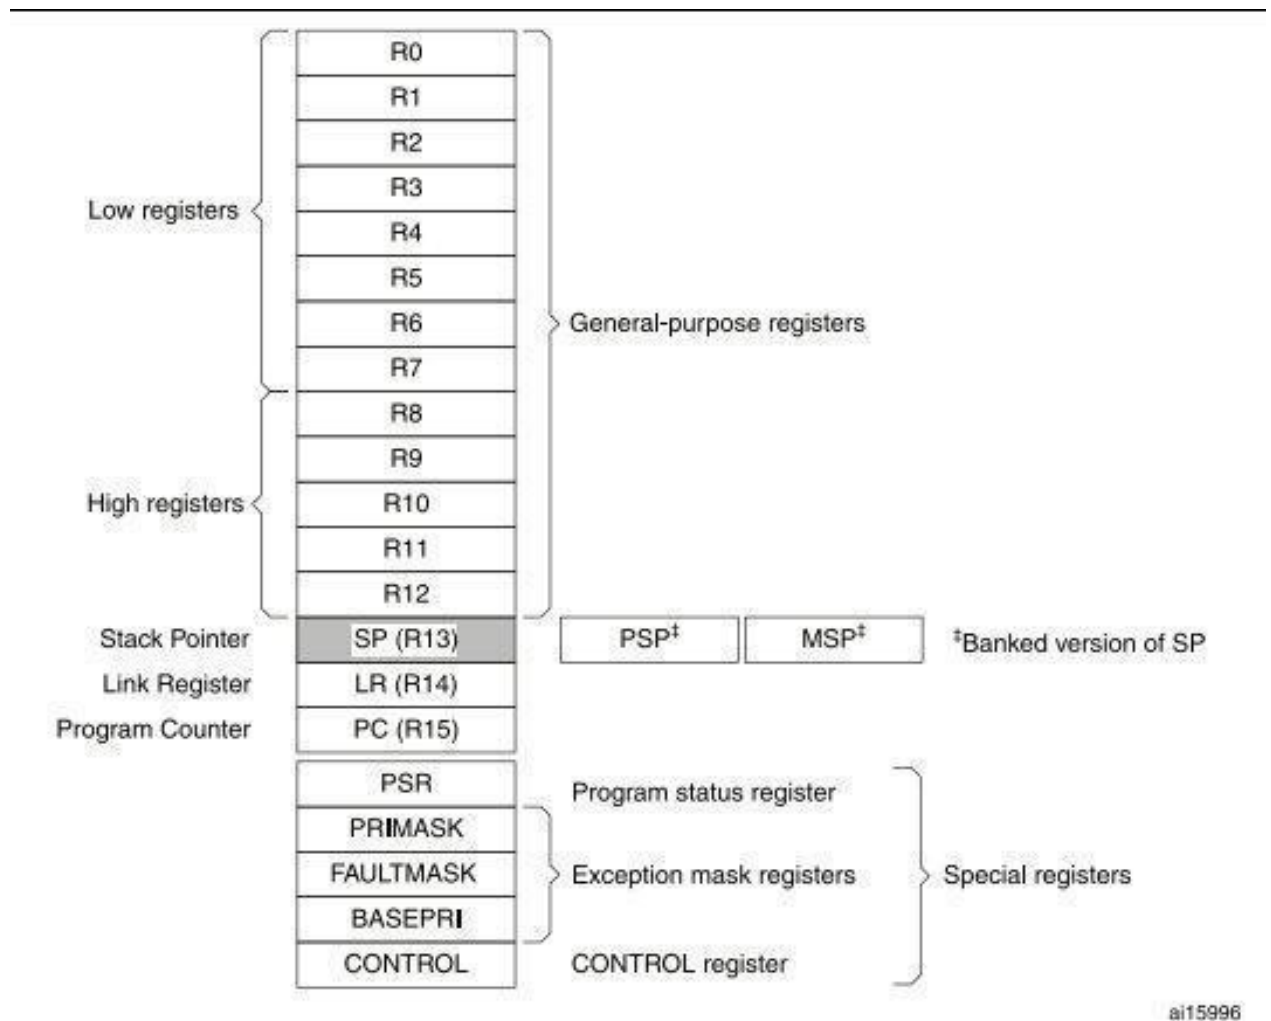 R0
R1
R2
R3
Low registers
R4
R5
R6
General-purpose registers
R7
R8
R9
High registers
R10
R11
R12
Stack Pointer SP (R13) PSP‡ MSP‡ ‡Banked version of SP
Link Register LR (R14)
Program Counter PC (R15)
PSR Program status register
PRIMASK
FAULTMASK Exception mask registers Special registers
BASEPRI
CONTROL CONTROL register
ai15996